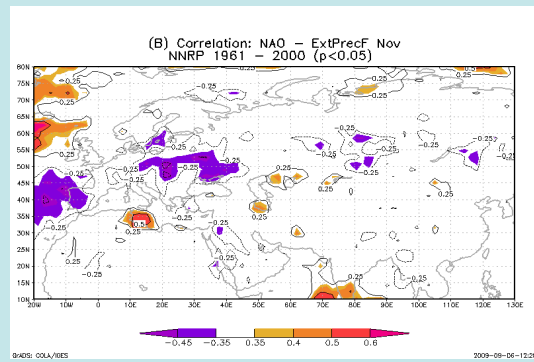 (B) Correlation: NAO – ExtPrecF Nov
NNRP 1961 – 2000 (p<0.05)
80N
75N
70N
65N
60N
55N
50N
45N
40N
35N
30N
25N
20N
15N
10N
20W 10W 0 10E 20E 30E 40E 50E 60E 70E 80E 90E 100E 110E 120E 130E
-0.45 -0.35 0.35 0.4 0.5 0.6
GrADS: COLA/IGES